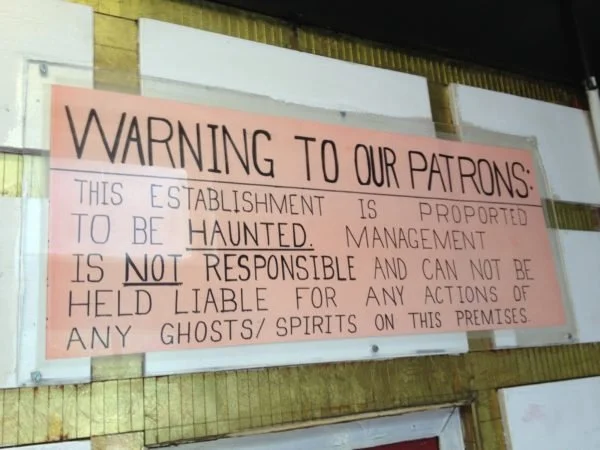 WARNING TO OUR PATRONS:
THIS ESTABLISHMENT IS PROPORTED
TO BE HAUNTED. MANAGEMENT
IS NOT RESPONSIBLE AND CAN NOT BE
HELD LIABLE FOR ANY ACTIONS OF
ANY GHOSTS/SPIRITS ON THIS PREMISES.